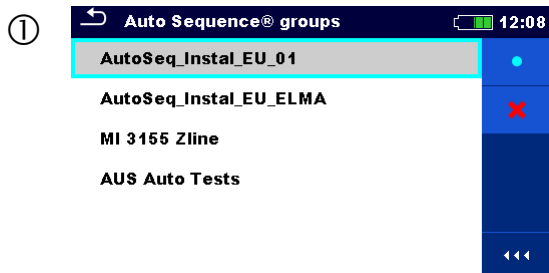 ①
Auto Sequence® groups 12:08
AutoSeq_Instal_EU_01
AutoSeq_Instal_EU_ELMA
MI 3155 Zline
AUS Auto Tests